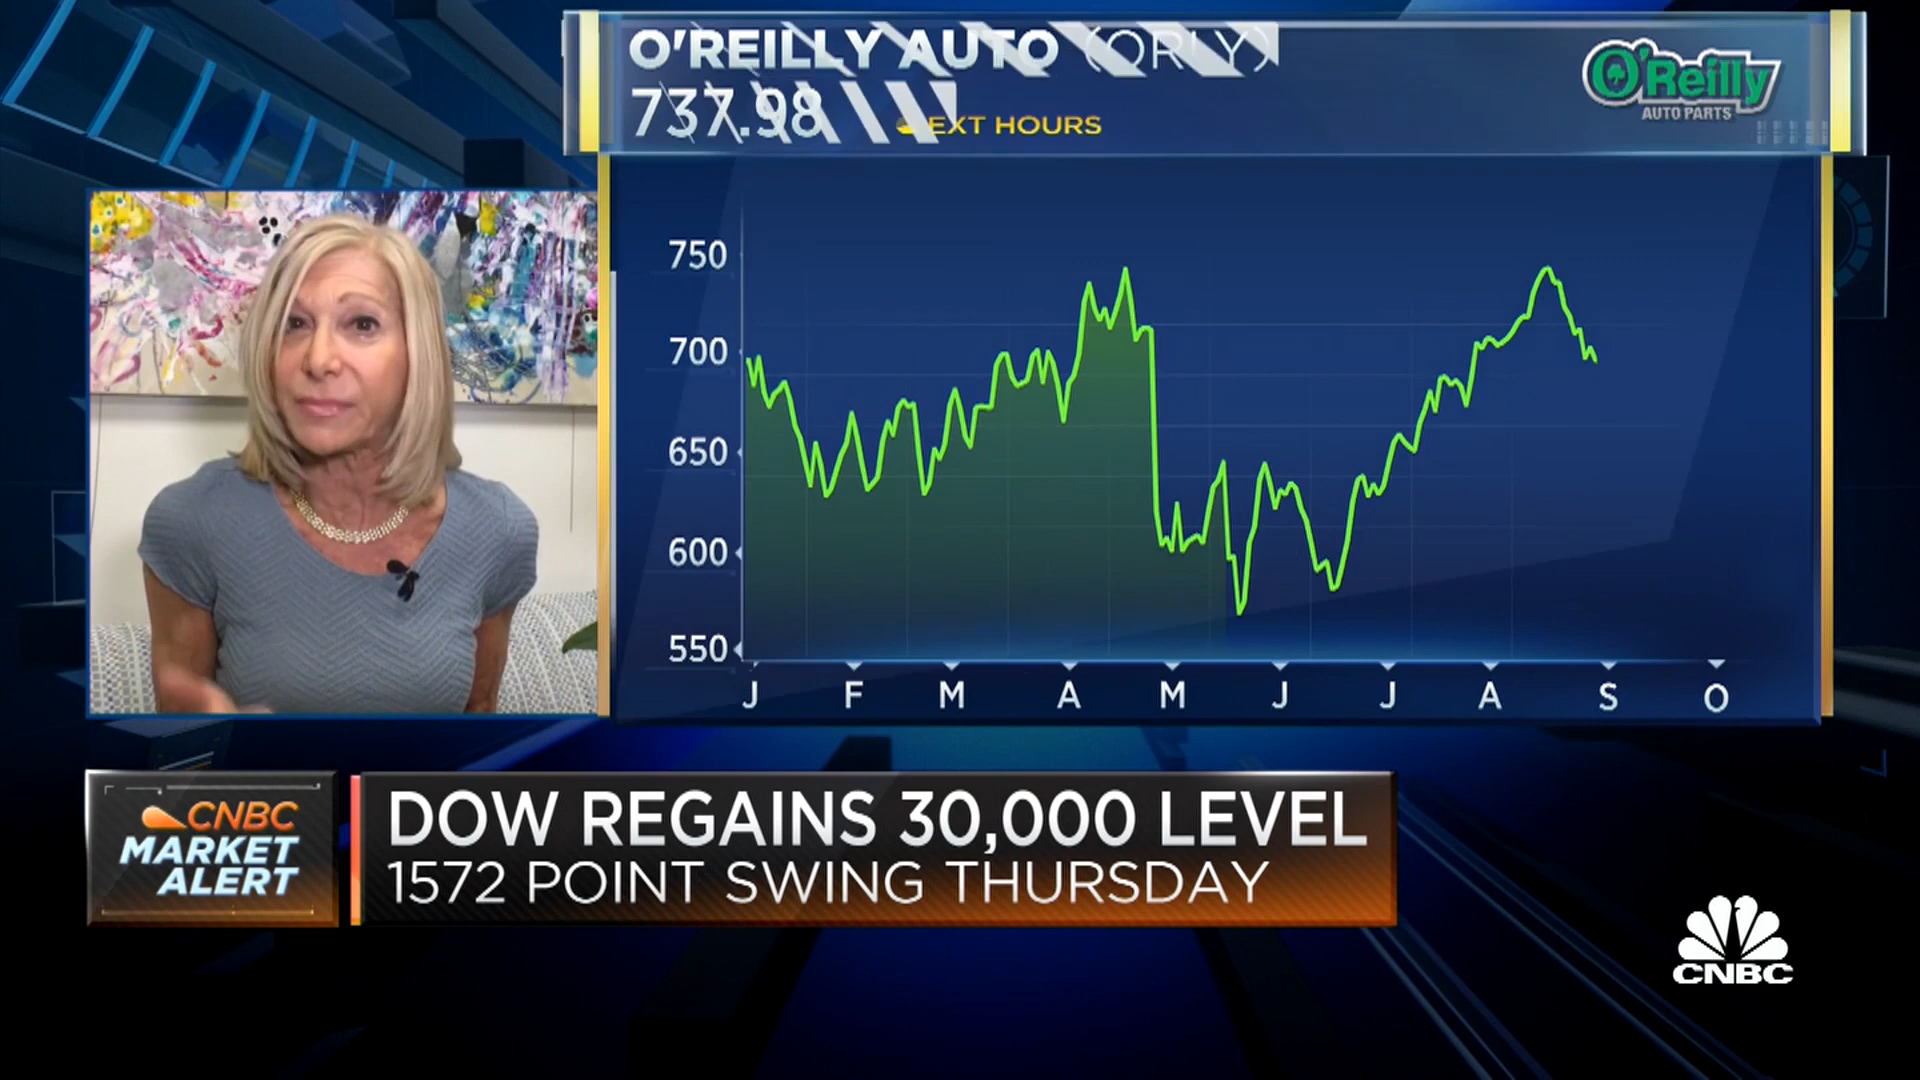 O'REILLY AUTO (ORLY)
737.98
EXT HOURS
O'Reilly
AUTO PARTS
750
700
650
600
550
J F M A M J J A S O
CNBC
MARKET
ALERT
DOW REGAINS 30,000 LEVEL
1572 POINT SWING THURSDAY
CNBC